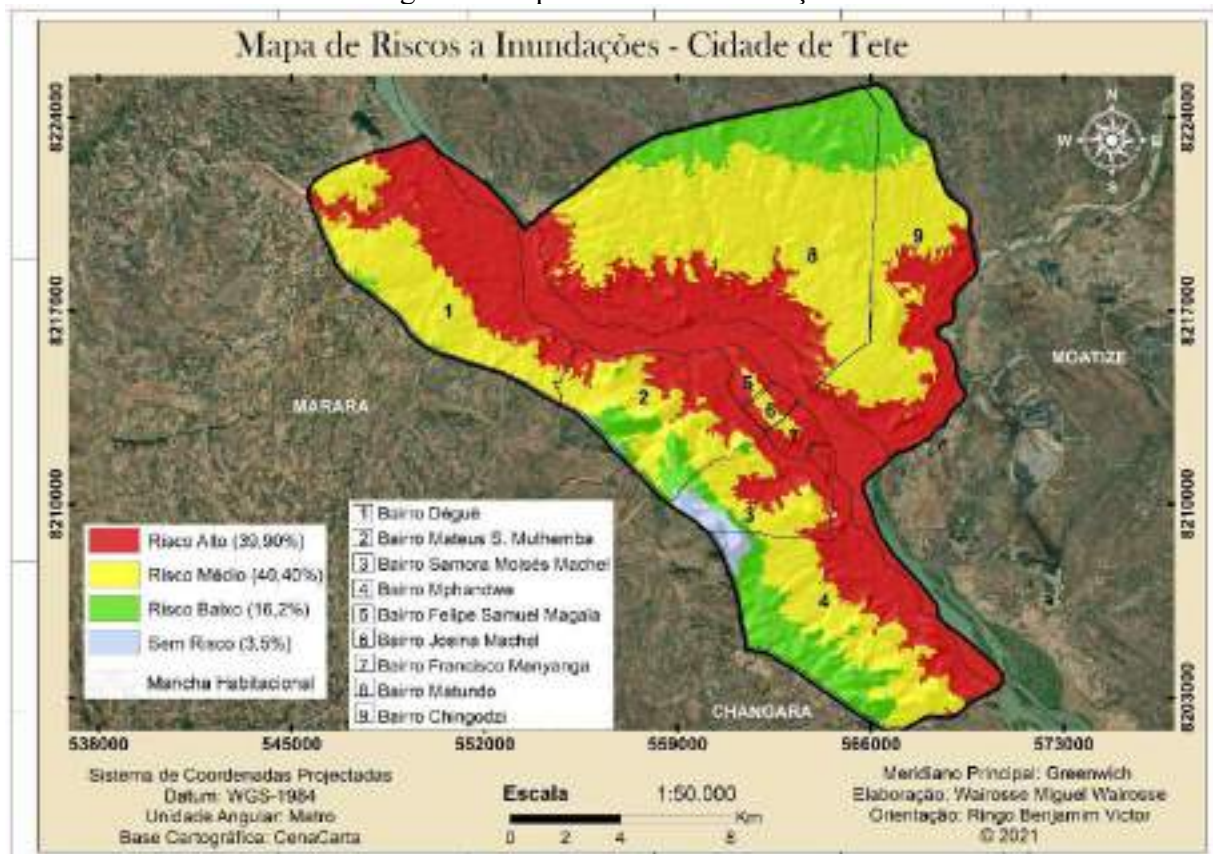 Mapa de Riscos a Inundações - Cidade de Tete
8224000
8217000
8210000
8203000
8224000
8217000
8210000
538000
545000
552000
559000
566000
573000
N
W
E
S
MARARA
MOATIZE
CHANGARA
1
2
3
4
5
6
7
8
9
Risco Alto (39,90%)
Risco Médio (40,40%)
Risco Baixo (16,2%)
Sem Risco (3,5%)
Mancha Habitacional
1 Bairro Déguè
2 Bairro Mateus S. Muthemba
3 Bairro Samora Moisés Machel
4 Bairro Mphandwe
5 Bairro Felipe Samuel Magaia
6 Bairro Josina Machel
7 Bairro Francisco Manyanga
8 Bairro Matundo
9 Bairro Chingodzi
Sistema de Coordenadas Projectadas
Datum: WGS-1984
Unidade Angular: Metro
Base Cartográfica: CenaCarta
Escala 1:50.000
Km
0 2 4 8
Meridiano Principal: Greenwich
Elaboração: Wairosse Miguel Wairosse
Orientação: Ringo Benjamim Victor
© 2021